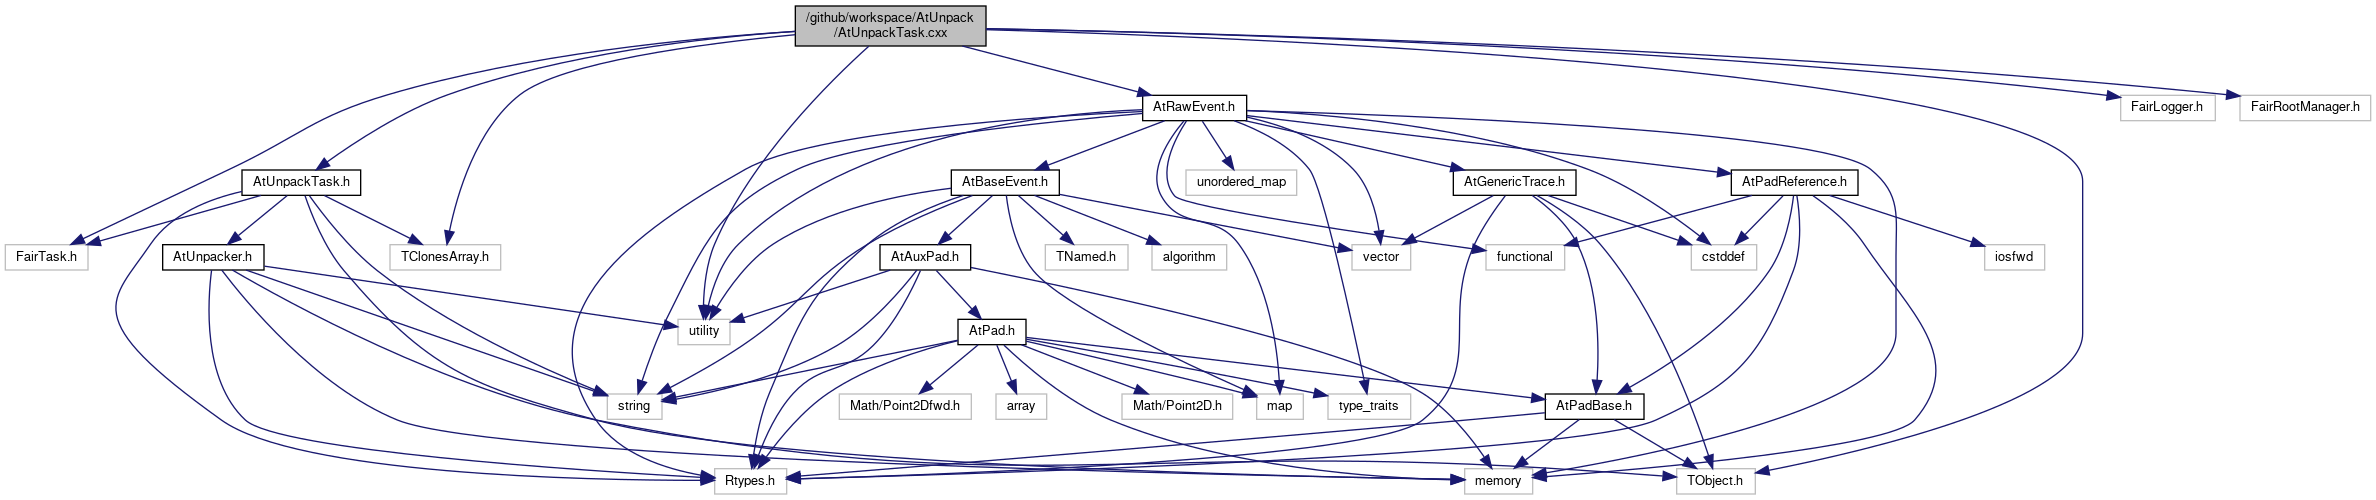 /github/workspace/AtUnpack
/AtUnpackTask.cxx
AtRawEvent.h
FairLogger.h
FairRootManager.h
AtUnpackTask.h
AtBaseEvent.h
unordered_map
AtGenericTrace.h
AtPadReference.h
FairTask.h
AtUnpacker.h
TClonesArray.h
AtAuxPad.h
TNamed.h
algorithm
vector
functional
cstddef
iosfwd
utility
AtPad.h
string
Math/Point2Dfwd.h
array
Math/Point2D.h
map
type_traits
AtPadBase.h
Rtypes.h
memory
TObject.h